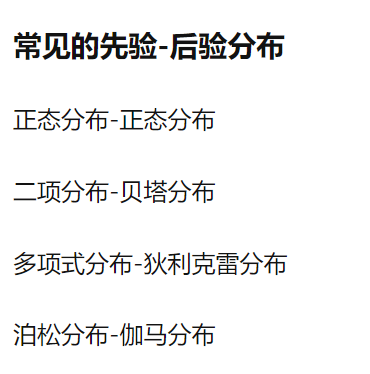 常见的先验-后验分布
正态分布-正态分布
二项分布-贝塔分布
多项式分布-狄利克雷分布
泊松分布-伽马分布